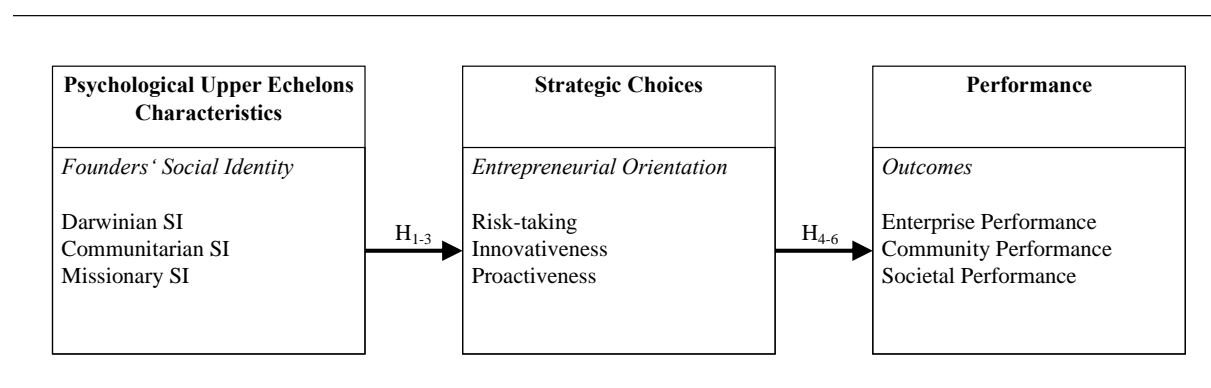 Psychological Upper Echelons
Characteristics
Founders‘ Social Identity
Darwinian SI
Communitarian SI
Missionary SI
H1-3
Strategic Choices
Entrepreneurial Orientation
Risk-taking
Innovativeness
Proactiveness
H4-6
Performance
Outcomes
Enterprise Performance
Community Performance
Societal Performance